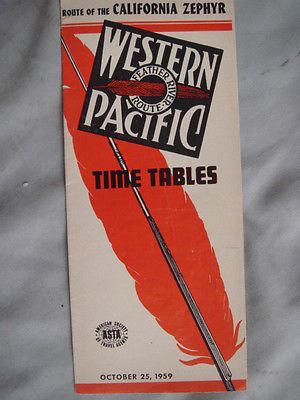 ROUTE OF THE CALIFORNIA ZEPHYR
WESTERN
FEATHER RIVER
ROUTE
PACIFIC
TIME TABLES
AMERICAN SOCIETY
ASTA
OF TRAVEL AGENTS
OCTOBER 25, 1959